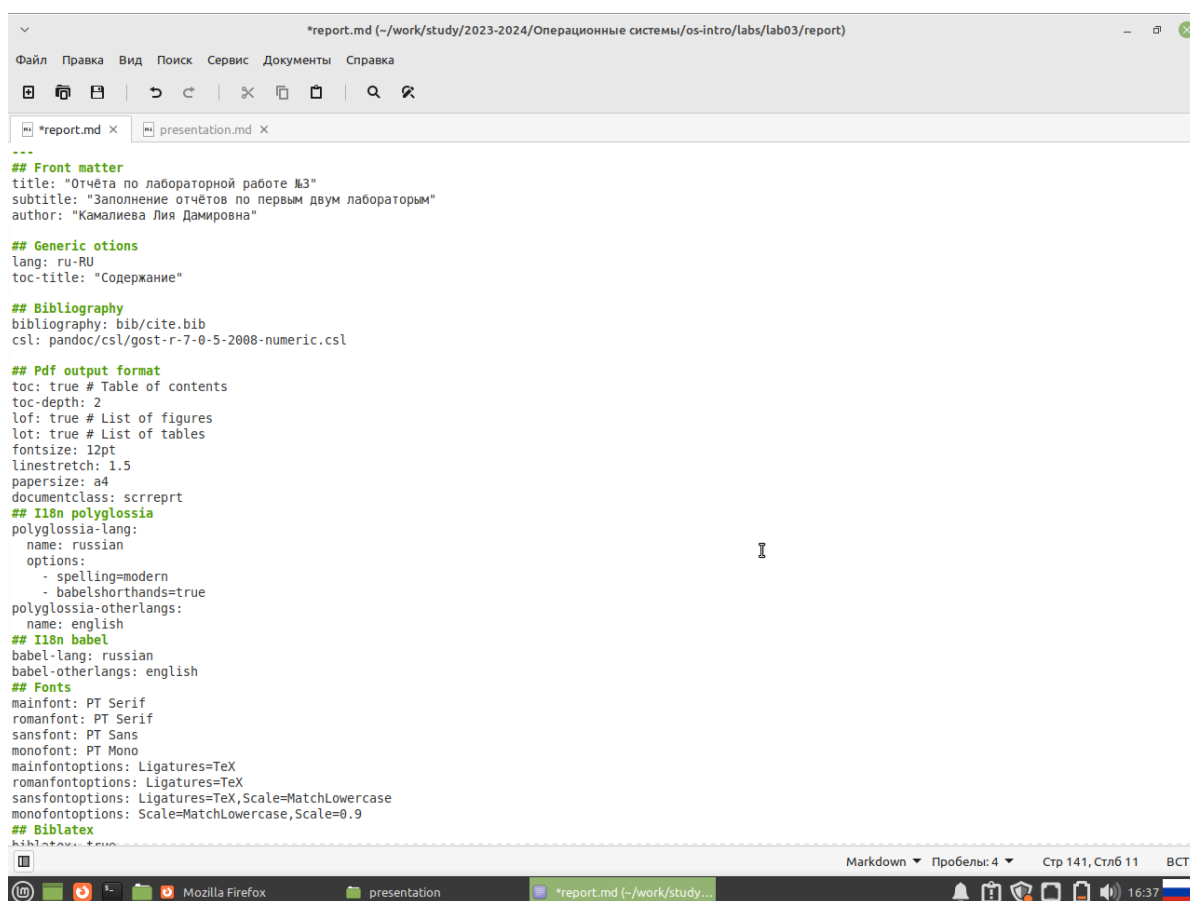 *report.md (~/work/study/2023-2024/Операционные системы/os-intro/labs/lab03/report)
Файл Правка Вид Поиск Сервис Документы Справка
*report.md
presentation.md
---
## Front matter
title: "Отчёта по лабораторной работе №3"
subtitle: "Заполнение отчётов по первым двум лабораторым"
author: "Камалиева Лия Дамировна"
## Generic otions
lang: ru-RU
toc-title: "Содержание"
## Bibliography
bibliography: bib/cite.bib
csl: pandoc/csl/gost-r-7-0-5-2008-numeric.csl
## Pdf output format
toc: true # Table of contents
toc-depth: 2
lof: true # List of figures
lot: true # List of tables
fontsize: 12pt
linestretch: 1.5
papersize: a4
documentclass: scrreprt
## I18n polyglossia
polyglossia-lang:
  name: russian
  options:
    - spelling=modern
    - babelshorthands=true
polyglossia-otherlangs:
  name: english
## I18n babel
babel-lang: russian
babel-otherlangs: english
## Fonts
mainfont: PT Serif
romanfont: PT Serif
sansfont: PT Sans
monofont: PT Mono
mainfontoptions: Ligatures=TeX
romanfontoptions: Ligatures=TeX
sansfontoptions: Ligatures=TeX,Scale=MatchLowercase
monofontoptions: Scale=MatchLowercase,Scale=0.9
## Biblatex
biblatex: true
Markdown Пробелы: 4 Стр 141, Стлб 11 ВСТ
Mozilla Firefox presentation *report.md (~/work/study... 16:37